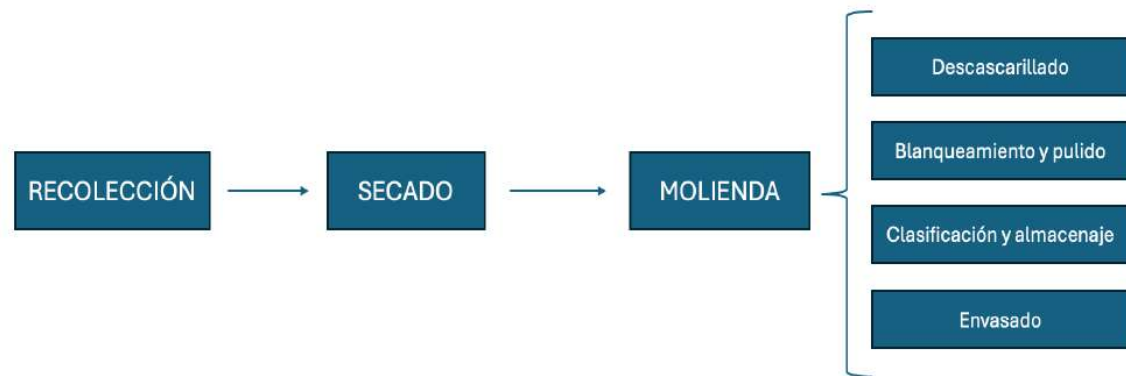 RECOLECCIÓN
SECADO
MOLIENDA
Descascarillado
Blanqueamiento y pulido
Clasificación y almacenaje
Envasado